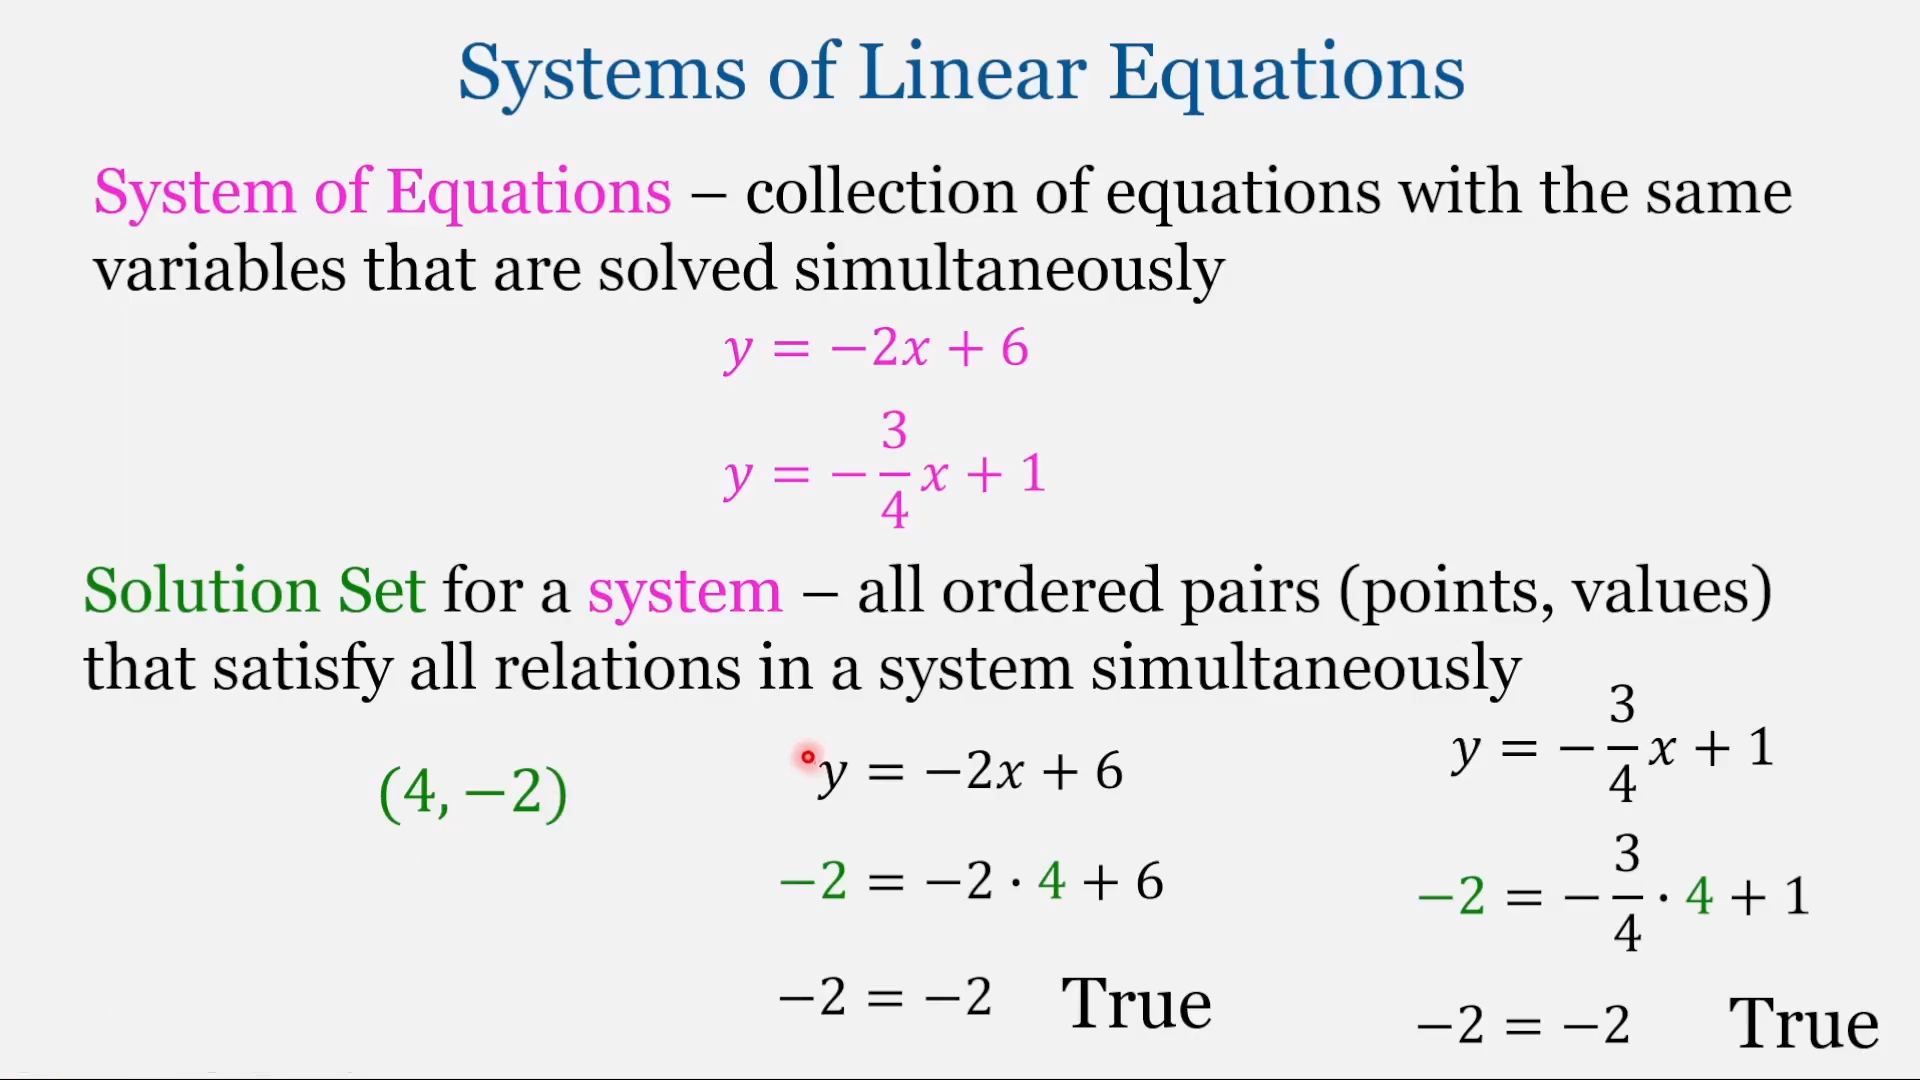 Systems of Linear Equations
System of Equations – collection of equations with the same
variables that are solved simultaneously
y = −2x + 6
y = −3/4 x + 1
Solution Set for a system – all ordered pairs (points, values)
that satisfy all relations in a system simultaneously
(4, −2)
y = −2x + 6
−2 = −2 · 4 + 6
−2 = −2 True
y = −3/4 x + 1
−2 = −3/4 · 4 + 1
−2 = −2 True